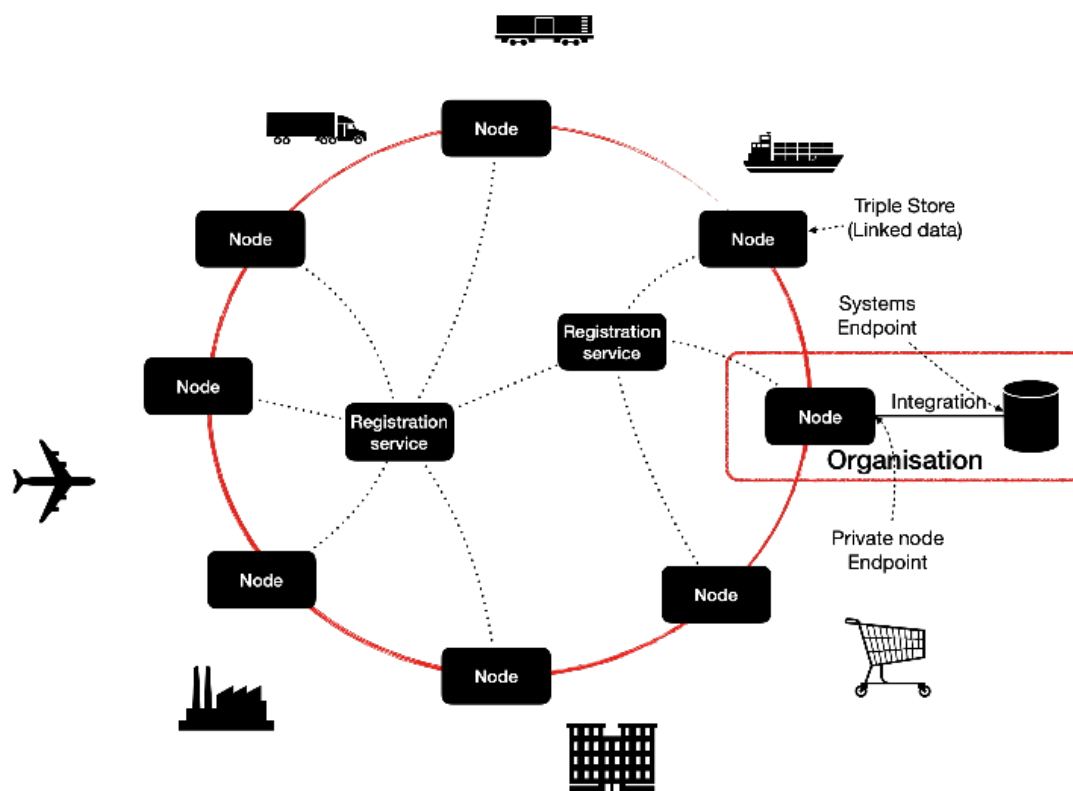 Node
Node
Node
Triple Store
(Linked data)
Systems
Endpoint
Registration
service
Node
Node
Integration
Registration
service
Organisation
Private node
Endpoint
Node
Node
Node